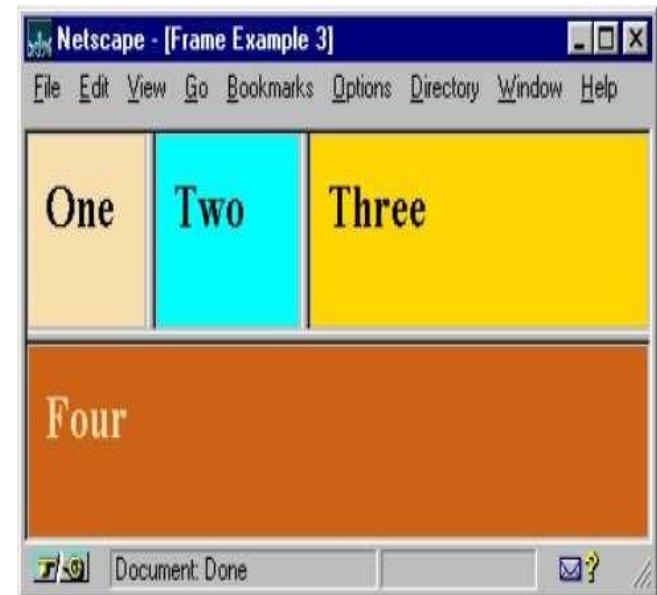 Netscape - [Frame Example 3]
File Edit View Go Bookmarks Options Directory Window Help
One Two Three
Four
Document: Done